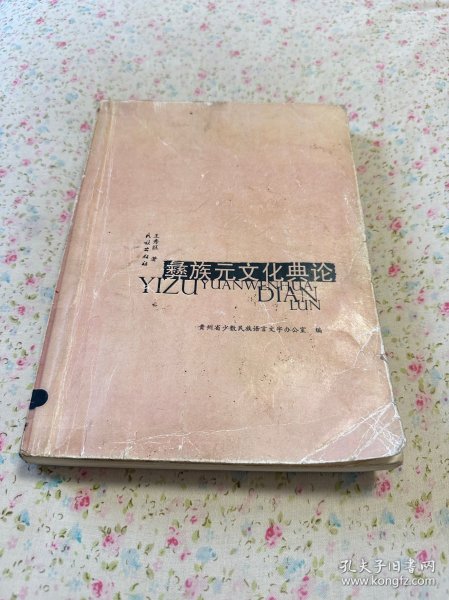 王秀旺 著
民族出版社
彝族元文化典论
YIZU YUANWENHUA
DIAN
LUN
贵州省少数民族语言文字办公室 编
孔夫子旧书网
www.kongfz.com